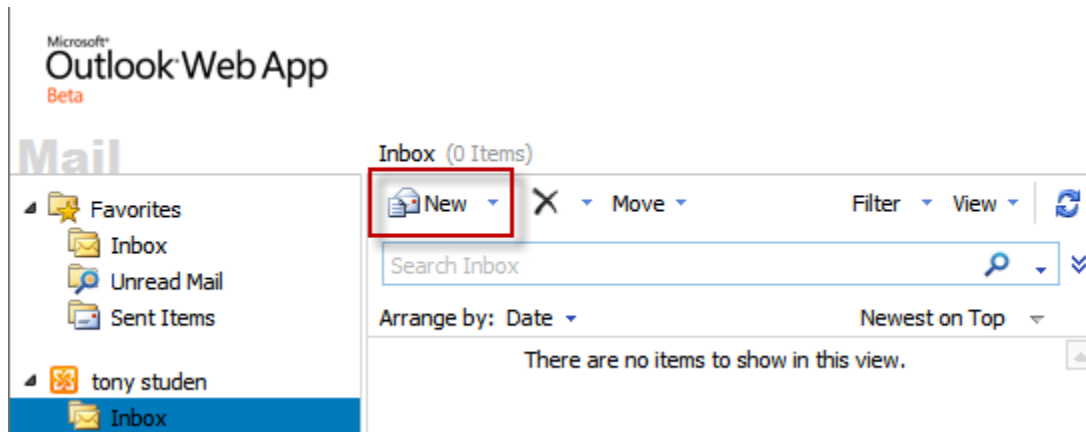 Microsoft®
Outlook Web App
Beta
Mail
Inbox (0 Items)
New Move Filter View
Search Inbox
Arrange by: Date Newest on Top
There are no items to show in this view.
Favorites
Inbox
Unread Mail
Sent Items
tony studen
Inbox